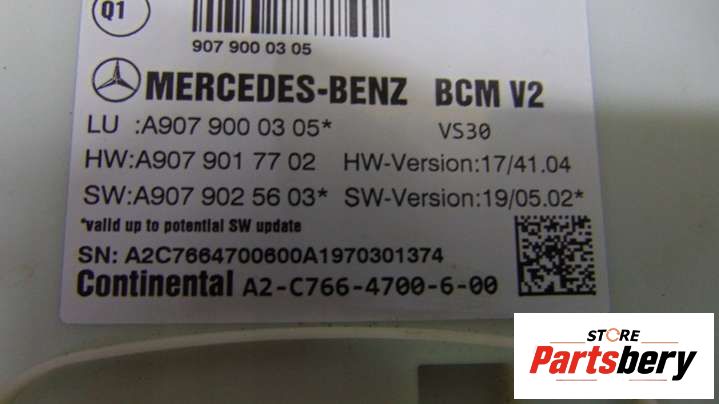 Q1
907 900 03 05
MERCEDES-BENZ BCM V2
LU :A907 900 03 05* VS30
HW:A907 901 77 02 HW-Version:17/41.04
SW:A907 902 56 03* SW-Version:19/05.02*
*valid up to potential SW update
SN: A2C7664700600A1970301374
Continental A2-C766-4700-6-00
STORE
Partsbery